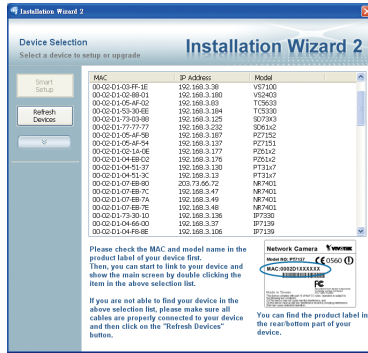 Installation Wizard 2
Device Selection
Select a device to setup or upgrade
Installation Wizard 2
Smart
Setup
Refresh
Devices
MAC IP Address Model
00-02-D1-03-FF-1E 192.168.3.38 VS7100
00-02-D1-02-88-01 192.168.3.180 VS2403
00-02-D1-05-AF-02 192.168.3.83 TC5633
00-02-D1-53-30-EE 192.168.3.184 TC5330
00-02-D1-73-03-88 192.168.3.125 SD73X3
00-02-D1-77-77-77 192.168.3.232 SD61x2
00-02-D1-05-AF-58 192.168.3.187 PZ7152
00-02-D1-05-AF-54 192.168.3.137 PZ7151
00-02-D1-02-1A-0E 192.168.3.177 PZ61x2
00-02-D1-04-EB-D2 192.168.3.176 PZ61x2
00-02-D1-04-51-37 192.168.3.130 PT31x7
00-02-D1-04-51-3C 192.168.3.13 PT31x7
00-02-D1-07-EB-80 203.73.66.72 NR7401
00-02-D1-07-EB-7D 192.168.3.47 NR7401
00-02-D1-07-EB-7A 192.168.3.49 NR7401
00-02-D1-07-EB-7E 192.168.3.48 NR7401
00-02-D1-73-30-10 192.168.3.136 IP7330
00-02-D1-04-66-00 192.168.3.37 IP7139
00-02-D1-04-F8-8E 192.168.3.106 IP7139
Please check the MAC and model name in the
product label of your device first.
Then, you can start to link to your device and
show the main screen by double clicking the
item in the above selection list.
If you are not able to find your device in the
above selection list, please make sure all
cables are properly connected to your device
and then click on the "Refresh Devices"
button.
Network Camera VIVOTEK
Model NO: PT7137 CE 0560
MAC:0002D1XXXXXX
FC
Made in Taiwan
You can find the product label in
the rear/bottom part of your
device.